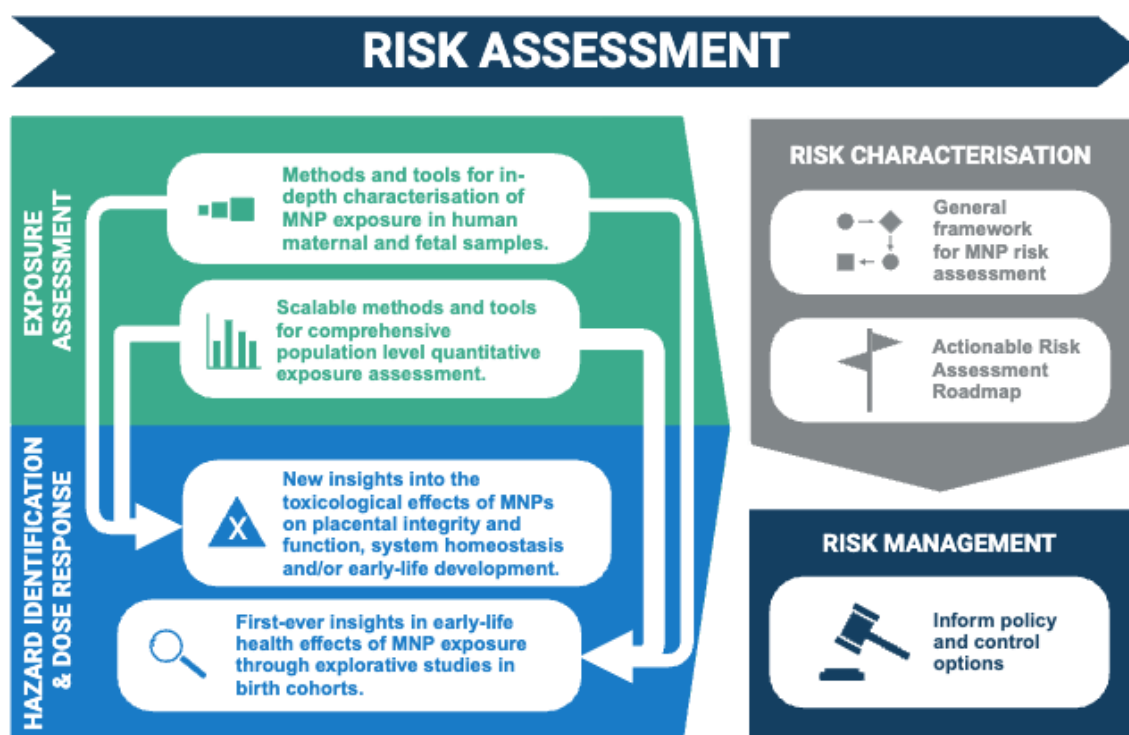 RISK ASSESSMENT
EXPOSURE
ASSESSMENT
Methods and tools for in-
depth characterisation of
MNP exposure in human
maternal and fetal samples.
Scalable methods and tools
for comprehensive
population level quantitative
exposure assessment.
HAZARD IDENTIFICATION
& DOSE RESPONSE
New insights into the
toxicological effects of MNPs
on placental integrity and
function, system homeostasis
and/or early-life development.
X
First-ever insights in early-life
health effects of MNP exposure
through explorative studies in
birth cohorts.
RISK CHARACTERISATION
General
framework
for MNP risk
assessment
Actionable Risk
Assessment
Roadmap
RISK MANAGEMENT
Inform policy
and control
options